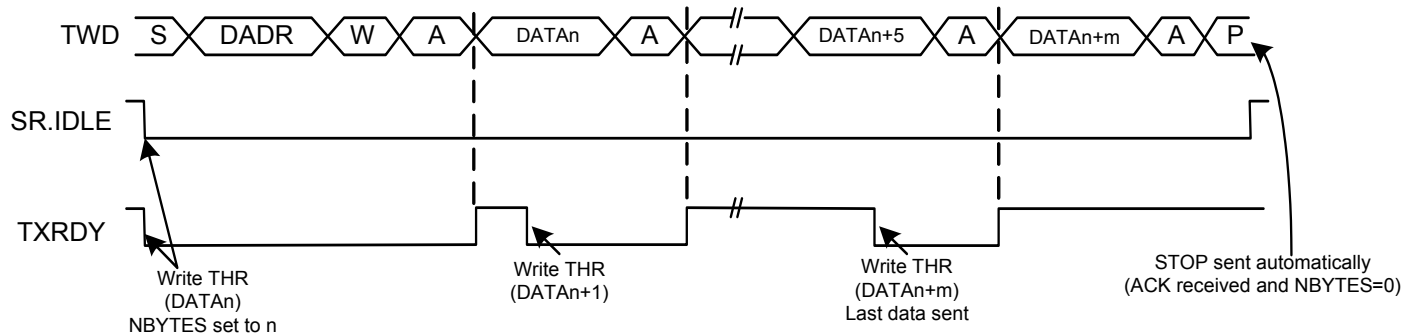 TWD S DADR W A DATAn A DATAn+5 A DATAn+m A P
SR.IDLE
TXRDY
Write THR
(DATAn)
NBYTES set to n
Write THR
(DATAn+1)
Write THR
(DATAn+m)
Last data sent
STOP sent automatically
(ACK received and NBYTES=0)